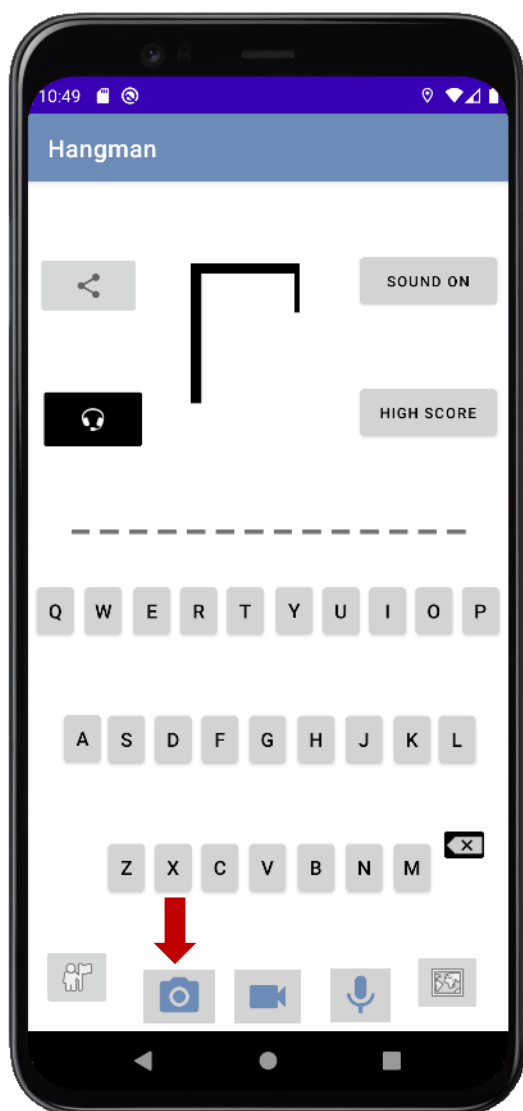 10:49
Hangman
SOUND ON
HIGH SCORE
_ _ _ _ _ _ _ _ _ _ _ _ _ _
Q W E R T Y U I O P
A S D F G H J K L
Z X C V B N M